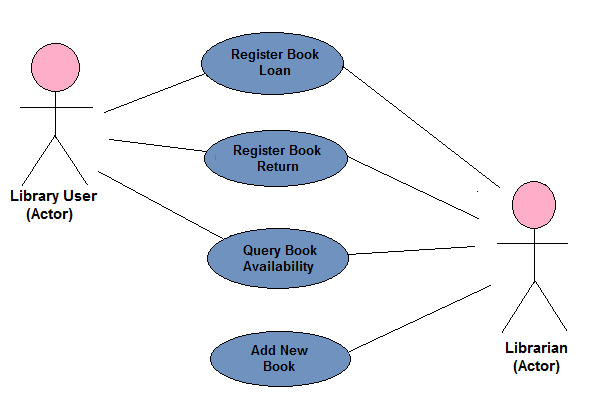 Register Book
Loan
Register Book
Return
Library User
(Actor)
Query Book
Availability
Add New
Book
Librarian
(Actor)